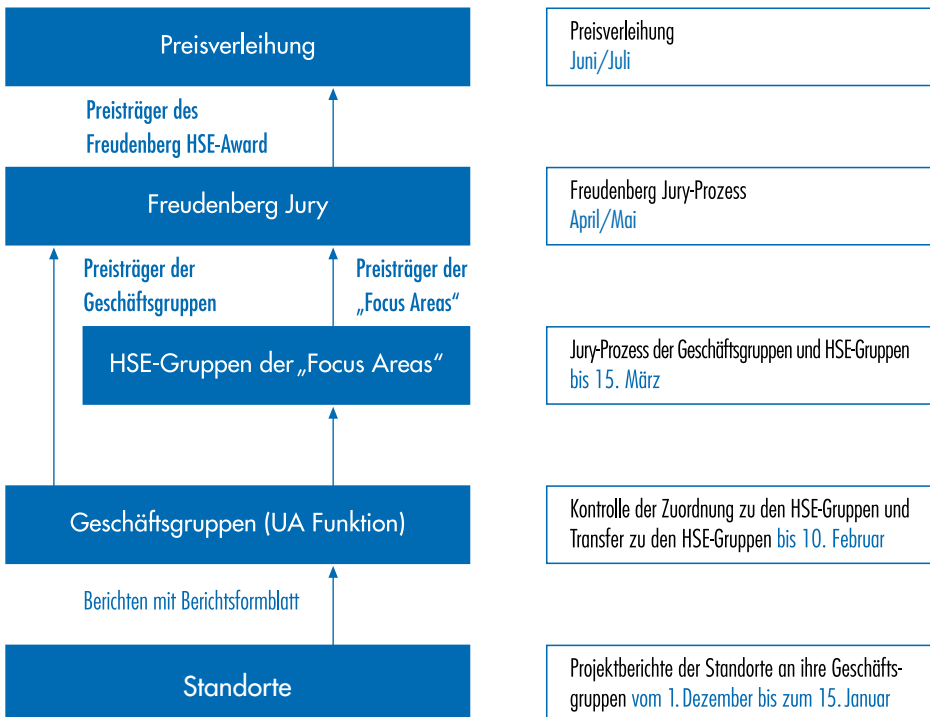 Preisverleihung
Preisverleihung
Juni/Juli
Preisträger des
Freudenberg HSE-Award
Freudenberg Jury
Freudenberg Jury-Prozess
April/Mai
Preisträger der
Geschäftsgruppen
Preisträger der
„Focus Areas“
HSE-Gruppen der „Focus Areas“
Jury-Prozess der Geschäftsgruppen und HSE-Gruppen
bis 15. März
Geschäftsgruppen (UA Funktion)
Kontrolle der Zuordnung zu den HSE-Gruppen und
Transfer zu den HSE-Gruppen bis 10. Februar
Berichten mit Berichtsformblatt
Standorte
Projektberichte der Standorte an ihre Geschäfts-
gruppen vom 1. Dezember bis zum 15. Januar